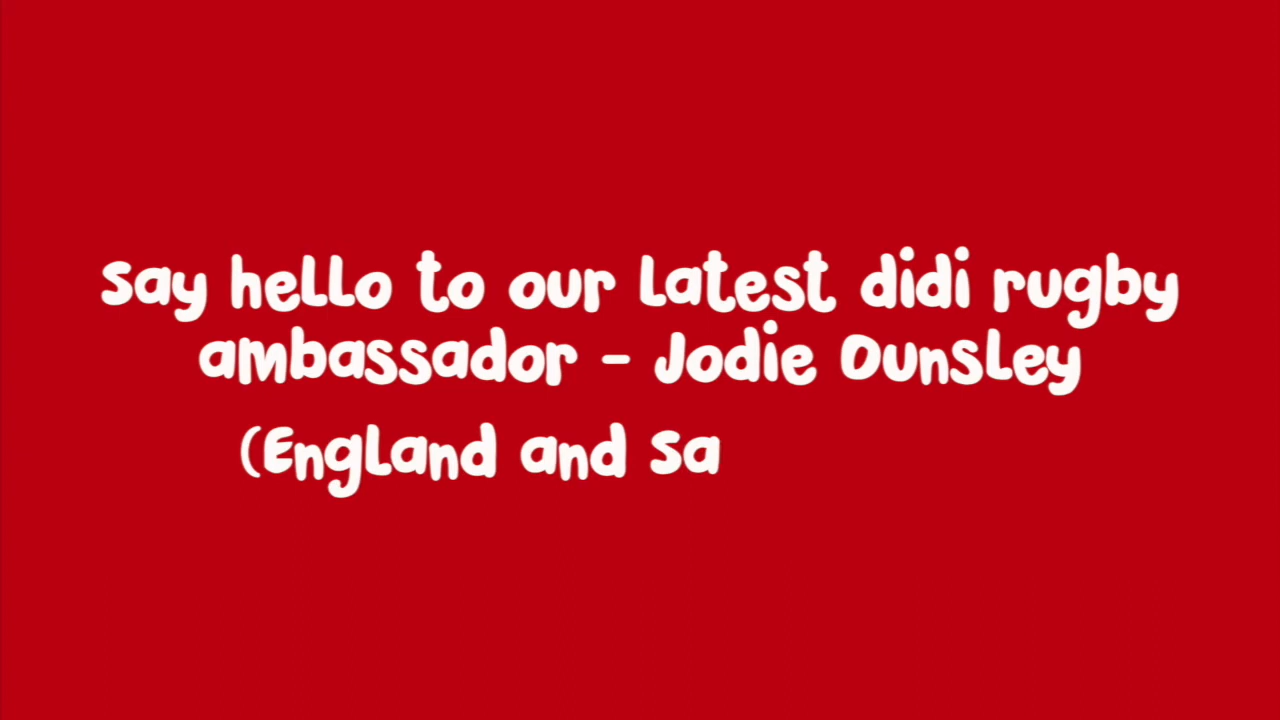 Say hello to our latest didi rugby
ambassador - Jodie Ounsley
(England and Sa